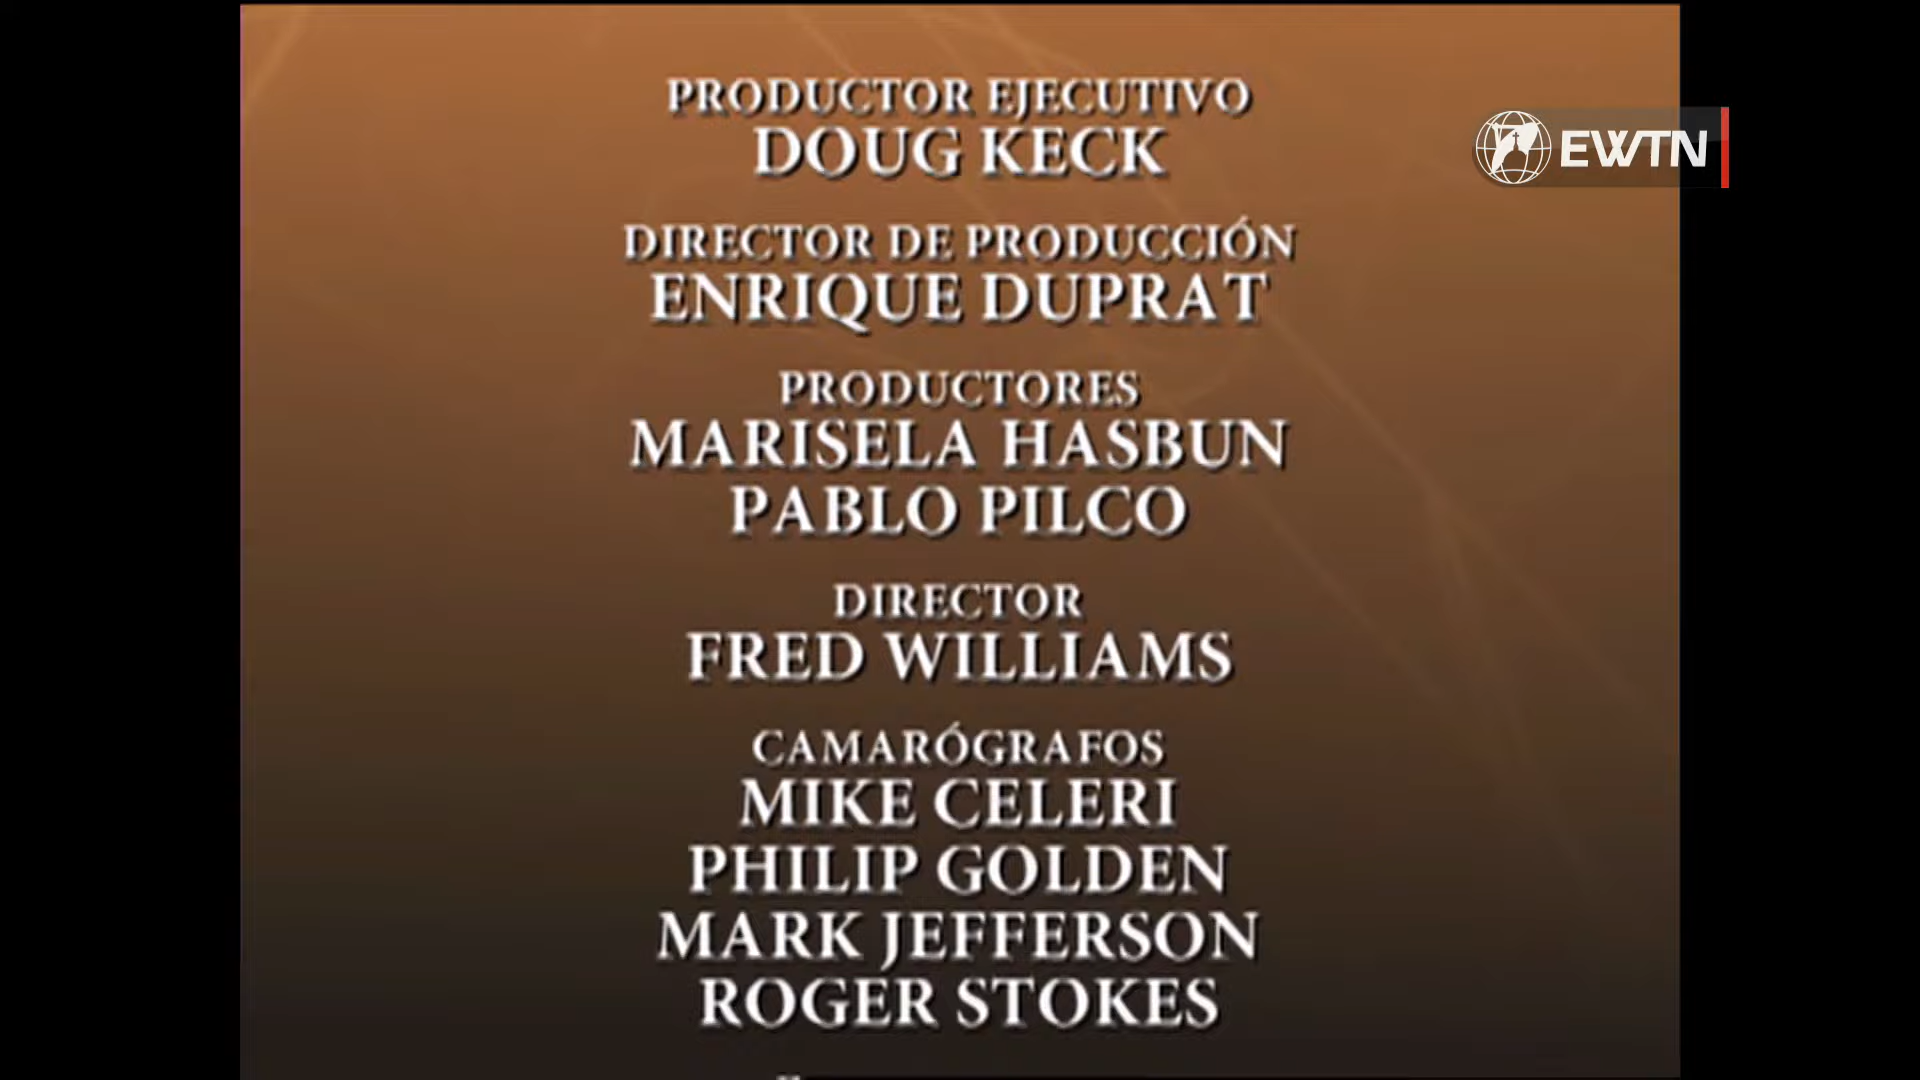 PRODUCTOR EJECUTIVO
DOUG KECK
EWTN
DIRECTOR DE PRODUCCIÓN
ENRIQUE DUPRAT
PRODUCTORES
MARISELA HASBUN
PABLO PILCO
DIRECTOR
FRED WILLIAMS
CAMARÓGRAFOS
MIKE CELERI
PHILIP GOLDEN
MARK JEFFERSON
ROGER STOKES